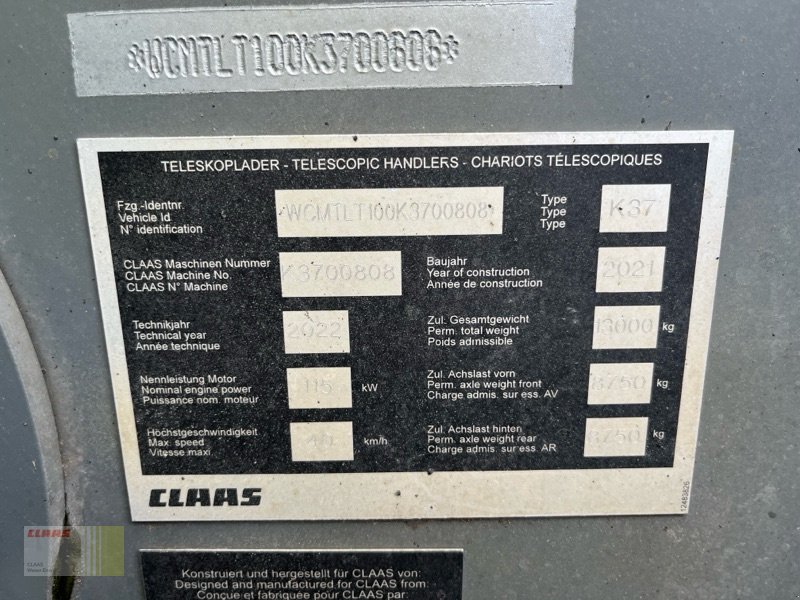 *WCMTLT100K3700808*
TELESKOPLADER - TELESCOPIC HANDLERS - CHARIOTS TÉLESCOPIQUES
Fzg.-Identnr.
Vehicle Id
N° identification
WCMTLT100K3700808
Type
Type
Type
K37
CLAAS Maschinen Nummer
CLAAS Machine No.
CLAAS N° Machine
K3700808
Baujahr
Year of construction
Année de construction
2021
Technikjahr
Technical year
Année technique
2022
Zul. Gesamtgewicht
Perm. total weight
Poids admissible
13000 kg
Nennleistung Motor
Nominal engine power
Puissance nom. moteur
115 kW
Zul. Achslast vorn
Perm. axle weight front
Charge admis. sur ess. AV
8750 kg
Höchstgeschwindigkeit
Max. speed
Vitesse maxi
40 km/h
Zul. Achslast hinten
Perm. axle weight rear
Charge admis. sur ess. AR
8750 kg
CLAAS
12483826
Konstruiert und hergestellt für CLAAS von:
Designed and manufactured for CLAAS from:
Conçue et fabriquée pour CLAAS par
CLAAS
CLAAS